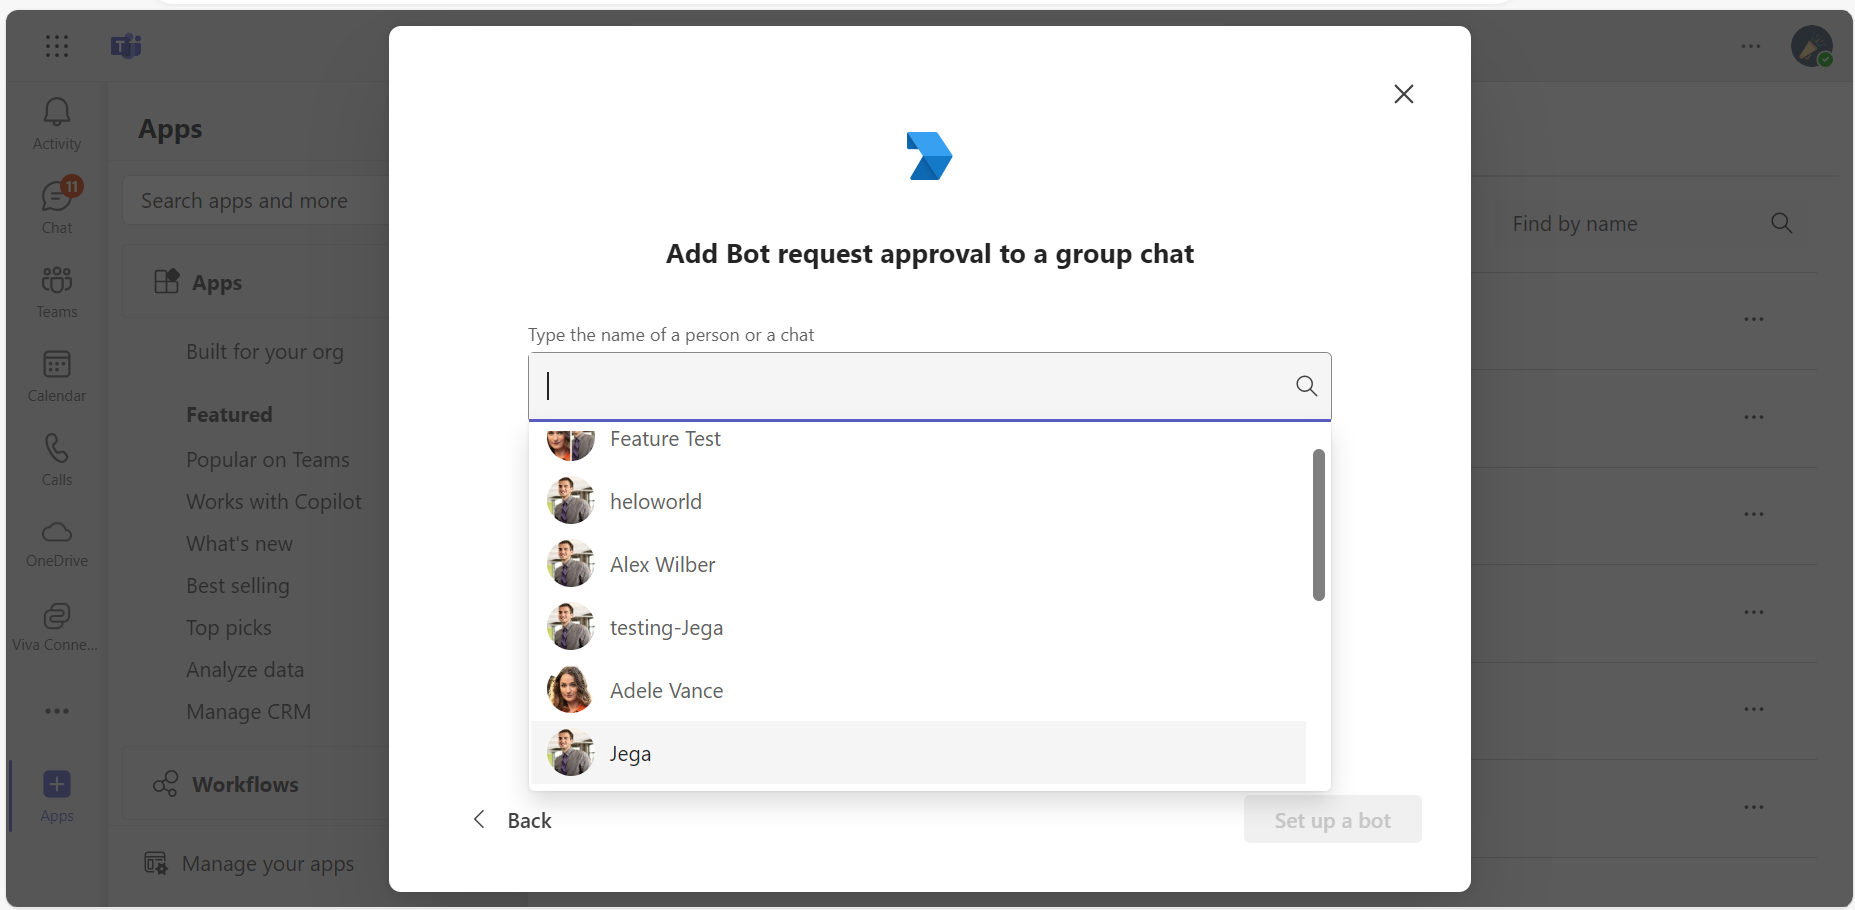 T
Activity
11
Chat
Teams
Calendar
Calls
OneDrive
Viva Conne...
Apps
Apps
Search apps and more
Apps
Built for your org
Featured
Popular on Teams
Works with Copilot
What's new
Best selling
Top picks
Analyze data
Manage CRM
Workflows
Manage your apps
Add Bot request approval to a group chat
Type the name of a person or a chat
Feature Test
heloworld
Alex Wilber
testing-Jega
Adele Vance
Jega
Back
Set up a bot
Find by name